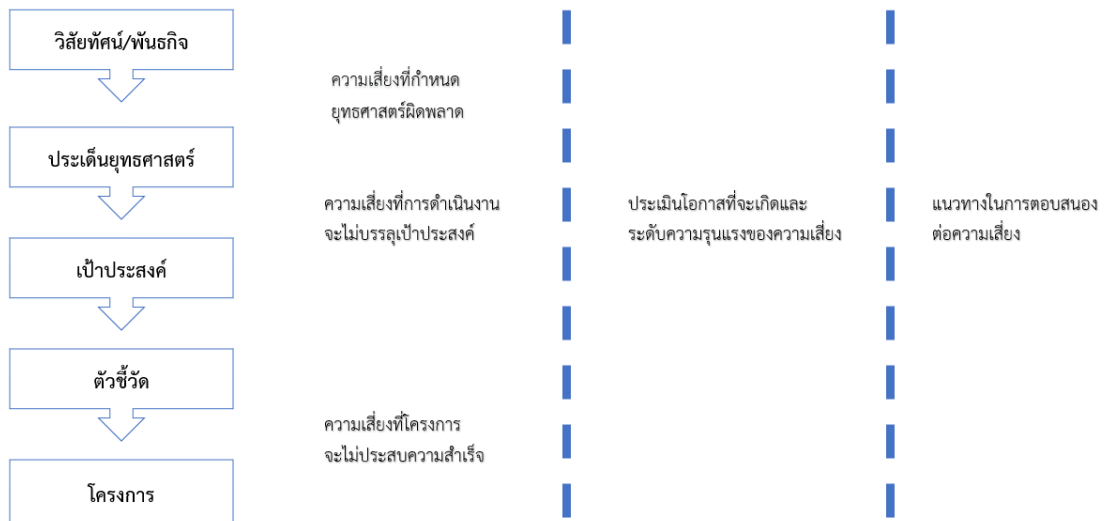 วิสัยทัศน์/พันธกิจ
ความเสี่ยงที่กำหนด
ยุทธศาสตร์ผิดพลาด
ประเด็นยุทธศาสตร์
ความเสี่ยงที่การดำเนินงาน
จะไม่บรรลุเป้าประสงค์
ประเมินโอกาสที่จะเกิดและ
ระดับความรุนแรงของความเสี่ยง
แนวทางในการตอบสนอง
ต่อความเสี่ยง
เป้าประสงค์
ตัวชี้วัด
ความเสี่ยงที่โครงการ
จะไม่ประสบความสำเร็จ
โครงการ